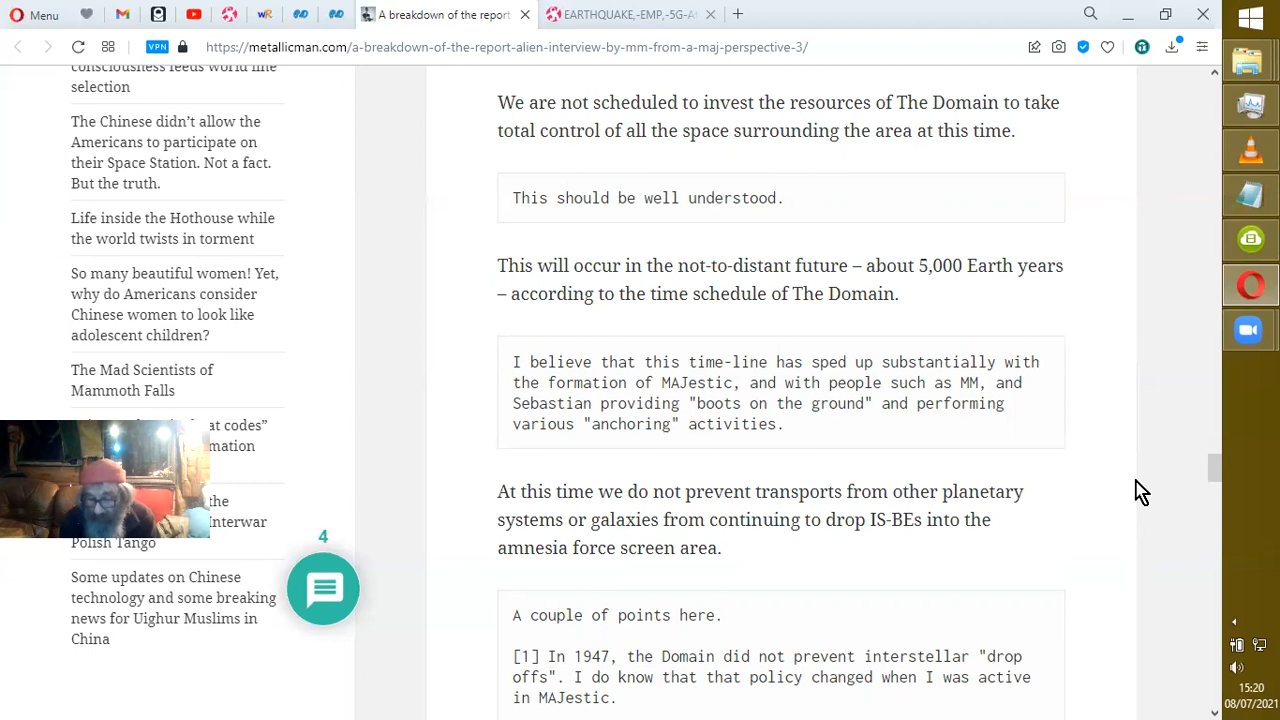 Menu
A breakdown of the report
EARTHQUAKE,-EMP,-5G-A
VPN
https://metallicman.com/a-breakdown-of-the-report-alien-interview-by-mm-from-a-maj-perspective-3/
consciousness feeds world line
selection
The Chinese didn’t allow the
Americans to participate on
their Space Station. Not a fact.
But the truth.
Life inside the Hothouse while
the world twists in torment
So many beautiful women! Yet,
why do Americans consider
Chinese women to look like
adolescent children?
The Mad Scientists of
Mammoth Falls
at codes”
the
Interwar
Polish Tango
Some updates on Chinese
technology and some breaking
news for Uighur Muslims in
China
4
We are not scheduled to invest the resources of The Domain to take
total control of all the space surrounding the area at this time.
This should be well understood.
This will occur in the not-to-distant future – about 5,000 Earth years
– according to the time schedule of The Domain.
I believe that this time-line has sped up substantially with
the formation of MAJestic, and with people such as MM, and
Sebastian providing "boots on the ground" and performing
various "anchoring" activities.
At this time we do not prevent transports from other planetary
systems or galaxies from continuing to drop IS-BEs into the
amnesia force screen area.
A couple of points here.
[1] In 1947, the Domain did not prevent interstellar "drop
offs". I do know that that policy changed when I was active
in MAJestic.
15:20
08/07/2021